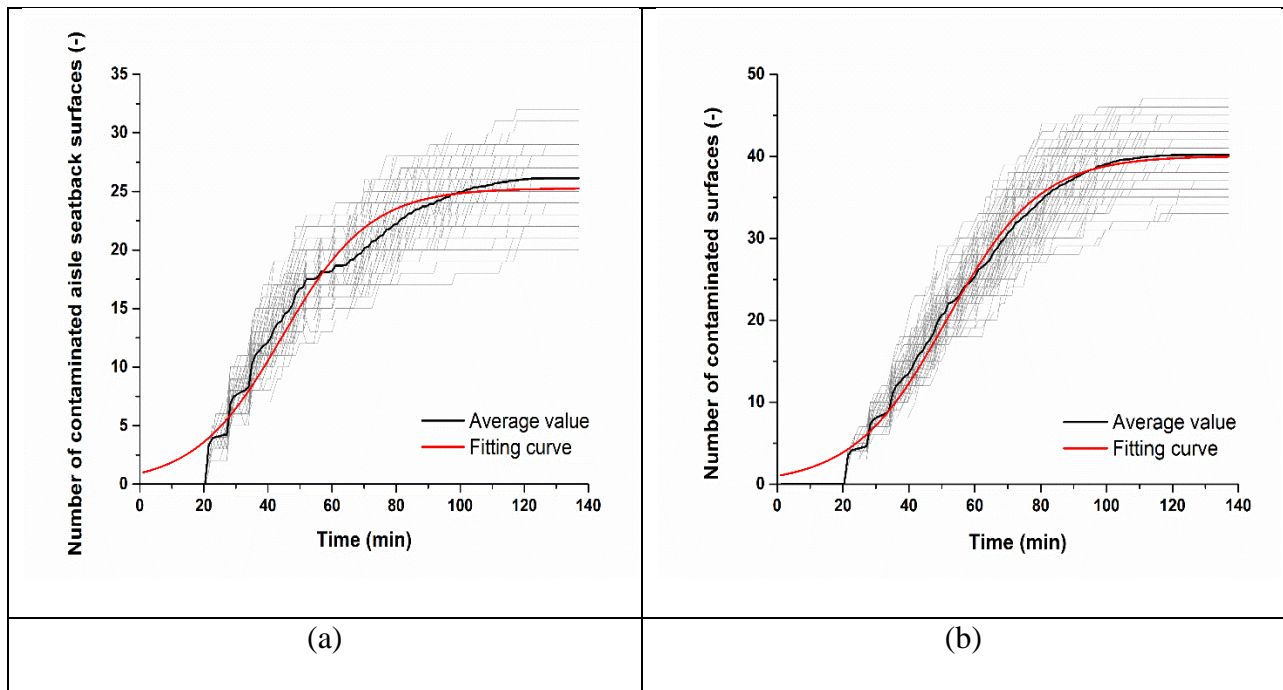 Number of contaminated aisle seatback surfaces (-)
35
30
25
20
15
10
5
0
0 20 40 60 80 100 120 140
Time (min)
Average value
Fitting curve
Number of contaminated surfaces (-)
50
40
30
20
10
0
0 20 40 60 80 100 120 140
Time (min)
Average value
Fitting curve
(a)
(b)